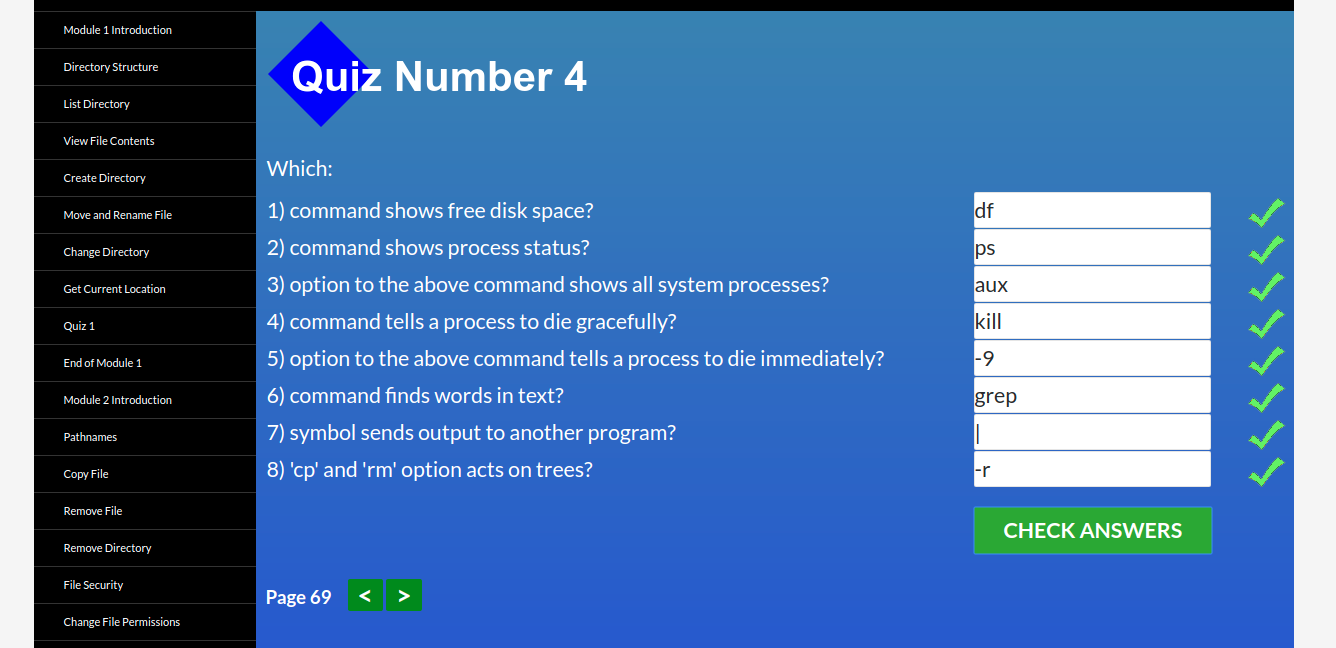 Module 1 Introduction
Directory Structure
List Directory
View File Contents
Create Directory
Move and Rename File
Change Directory
Get Current Location
Quiz 1
End of Module 1
Module 2 Introduction
Pathnames
Copy File
Remove File
Remove Directory
File Security
Change File Permissions
Quiz Number 4
Which:
1) command shows free disk space? df
2) command shows process status? ps
3) option to the above command shows all system processes? aux
4) command tells a process to die gracefully? kill
5) option to the above command tells a process to die immediately? -9
6) command finds words in text? grep
7) symbol sends output to another program? |
8) 'cp' and 'rm' option acts on trees? -r
CHECK ANSWERS
Page 69 < >